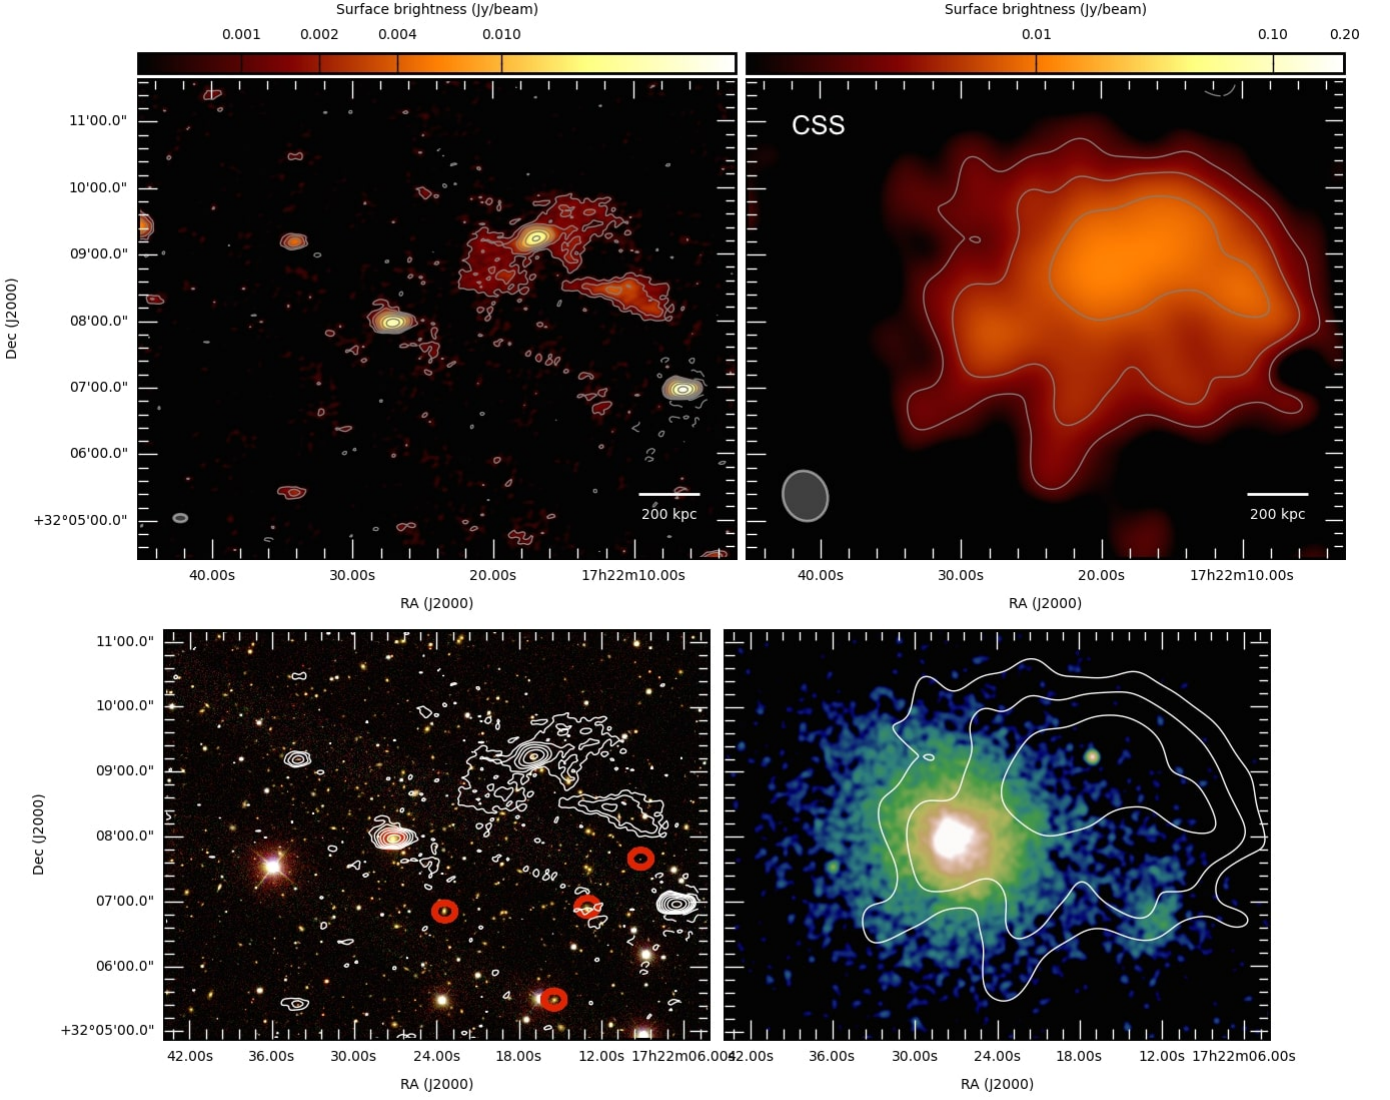 Surface brightness (Jy/beam)
Surface brightness (Jy/beam)
0.001 0.002 0.004 0.010
0.01 0.10 0.20
CSS
11'00.0"
10'00.0"
09'00.0"
08'00.0"
07'00.0"
06'00.0"
+32°05'00.0"
Dec (J2000)
200 kpc
200 kpc
40.00s 30.00s 20.00s 17h22m10.00s
40.00s 30.00s 20.00s 17h22m10.00s
RA (J2000)
RA (J2000)
11'00.0"
10'00.0"
09'00.0"
08'00.0"
07'00.0"
06'00.0"
+32°05'00.0"
Dec (J2000)
42.00s 36.00s 30.00s 24.00s 18.00s 12.00s 17h22m06.00s
42.00s 36.00s 30.00s 24.00s 18.00s 12.00s 17h22m06.00s
RA (J2000)
RA (J2000)